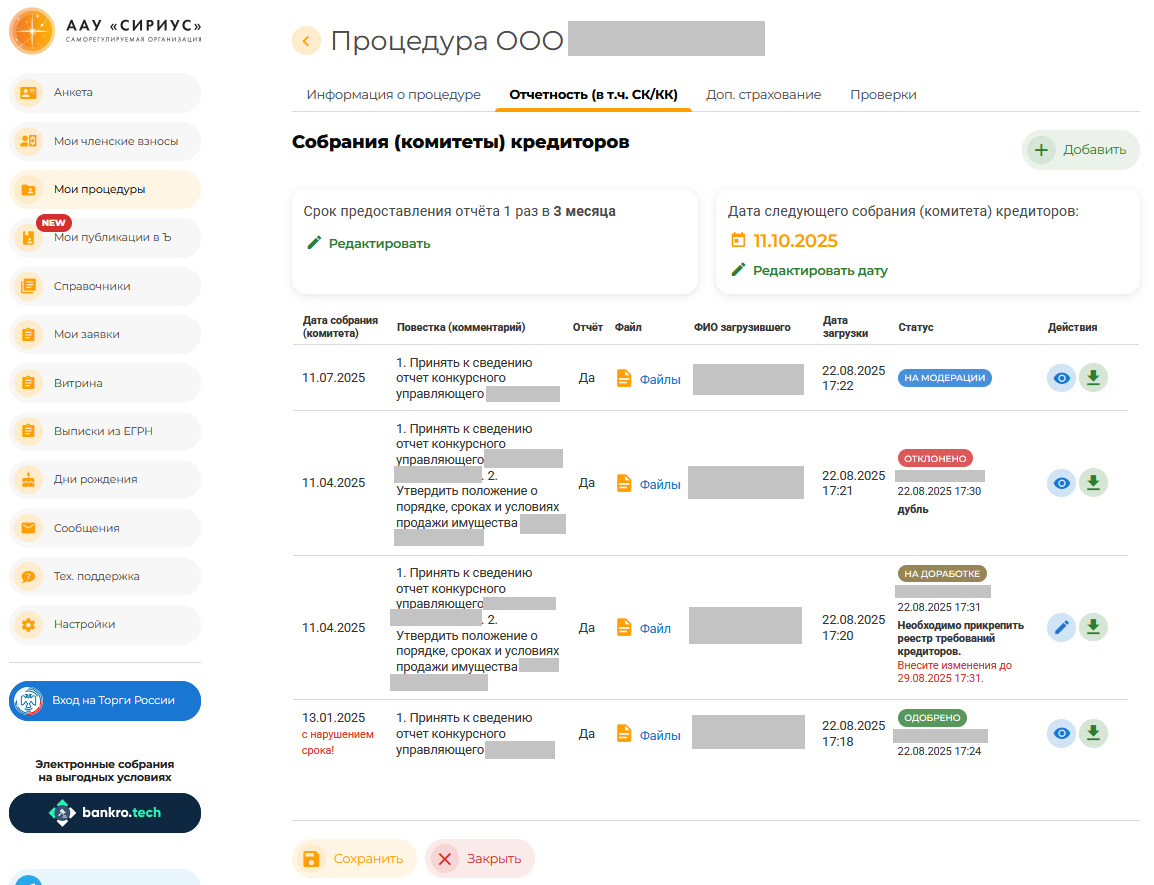 ААУ «СИРИУС»
САМОРЕГУЛИРУЕМАЯ ОРГАНИЗАЦИЯ
Анкета
Мои членские взносы
Мои процедуры
NEW
Мои публикации в Ъ
Справочники
Мои заявки
Витрина
Выписки из ЕГРН
Дни рождения
Сообщения
Тех. поддержка
Настройки
Вход на Торги России
Электронные собрания
на выгодных условиях
bankro.tech
Процедура ООО
Информация о процедуре
Отчетность (в т.ч. СК/КК)
Доп. страхование
Проверки
Собрания (комитеты) кредиторов
Добавить
Срок предоставления отчёта 1 раз в 3 месяца
Редактировать
Дата следующего собрания (комитета) кредиторов:
11.10.2025
Редактировать дату
Дата собрания
(комитета)
Повестка (комментарий)
Отчёт
Файл
ФИО загрузившего
Дата
загрузки
Статус
Действия
11.07.2025
1. Принять к сведению
отчет конкурсного
управляющего
Да
Файлы
22.08.2025
17:22
НА МОДЕРАЦИИ
11.04.2025
1. Принять к сведению
отчет конкурсного
управляющего
. 2.
Утвердить положение о
порядке, сроках и условиях
продажи имущества
Да
Файлы
22.08.2025
17:21
ОТКЛОНЕНО
22.08.2025 17:30
дубль
11.04.2025
1. Принять к сведению
отчет конкурсного
управляющего
. 2.
Утвердить положение о
порядке, сроках и условиях
продажи имущества
Да
Файл
22.08.2025
17:20
НА ДОРАБОТКЕ
22.08.2025 17:31
Необходимо прикрепить
реестр требований
кредиторов.
Внесите изменения до
29.08.2025 17:31.
13.01.2025
с нарушением
срока!
1. Принять к сведению
отчет конкурсного
управляющего
Да
Файлы
22.08.2025
17:18
ОДОБРЕНО
22.08.2025 17:24
Сохранить
Закрыть